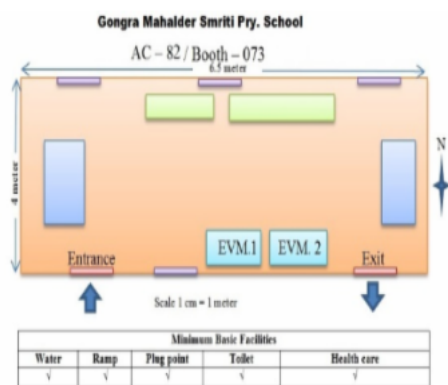 Gongra Mahalder Smriti Pry. School
AC – 82 / Booth – 073
6.5 meter
4 meter
N
EVM.1 EVM. 2
Entrance Exit
Scale 1 cm = 1 meter
Minimum Basic Facilities
Water Ramp Plug point Toilet Health care
√ √ √ √ √